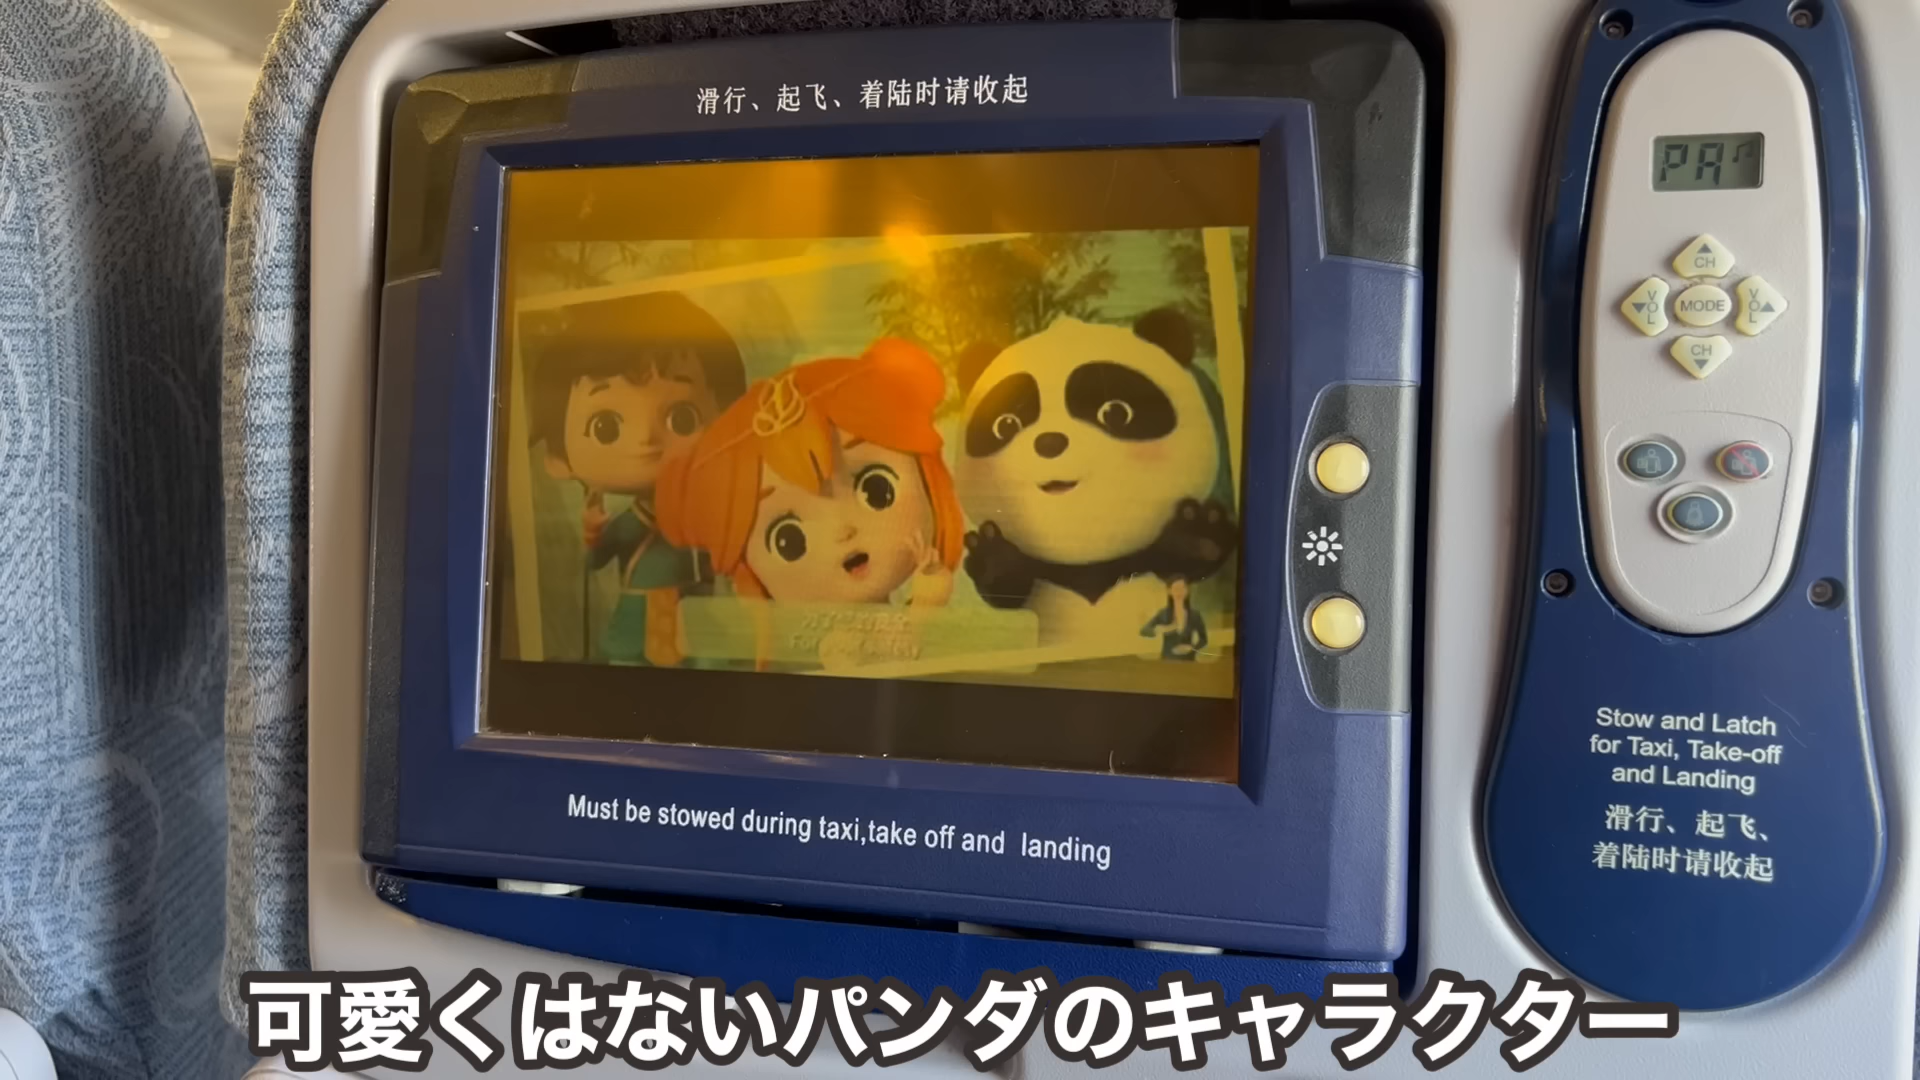 滑行、起飞、着陆时请收起
PA
CH
VOL
MODE
VOL
CH
Must be stowed during taxi,take off and landing
Stow and Latch
for Taxi, Take-off
and Landing
滑行、起飞、
着陆时请收起
可愛くはないパンダのキャラクター